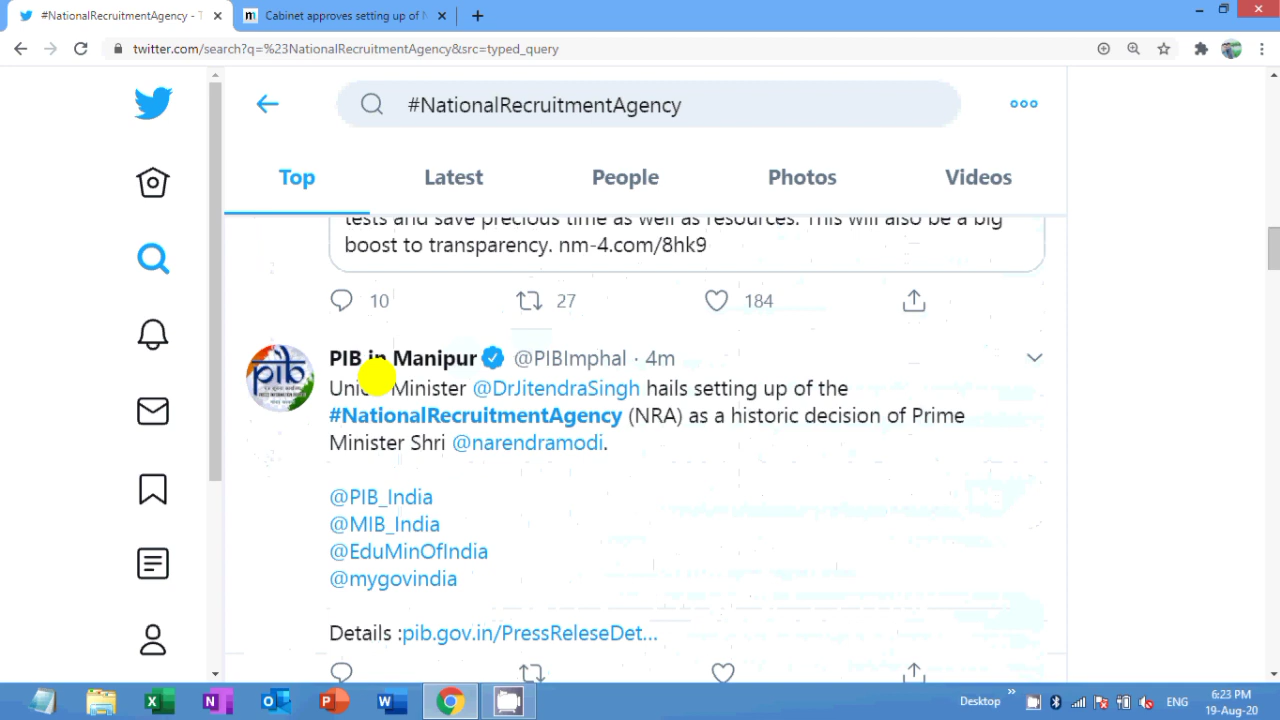 #NationalRecruitmentAgency - T
Cabinet approves setting up of N
twitter.com/search?q=%23NationalRecruitmentAgency&src=typed_query
#NationalRecruitmentAgency
Top Latest People Photos Videos
tests and save precious time as well as resources. This will also be a big
boost to transparency. nm-4.com/8hk9
10 27 184
PIB in Manipur @PIBImphal · 4m
Union Minister @DrJitendraSingh hails setting up of the
#NationalRecruitmentAgency (NRA) as a historic decision of Prime
Minister Shri @narendramodi.
@PIB_India
@MIB_India
@EduMinOfIndia
@mygovindia
Details :pib.gov.in/PressReleseDet...
Desktop
ENG
6:23 PM
19-Aug-20